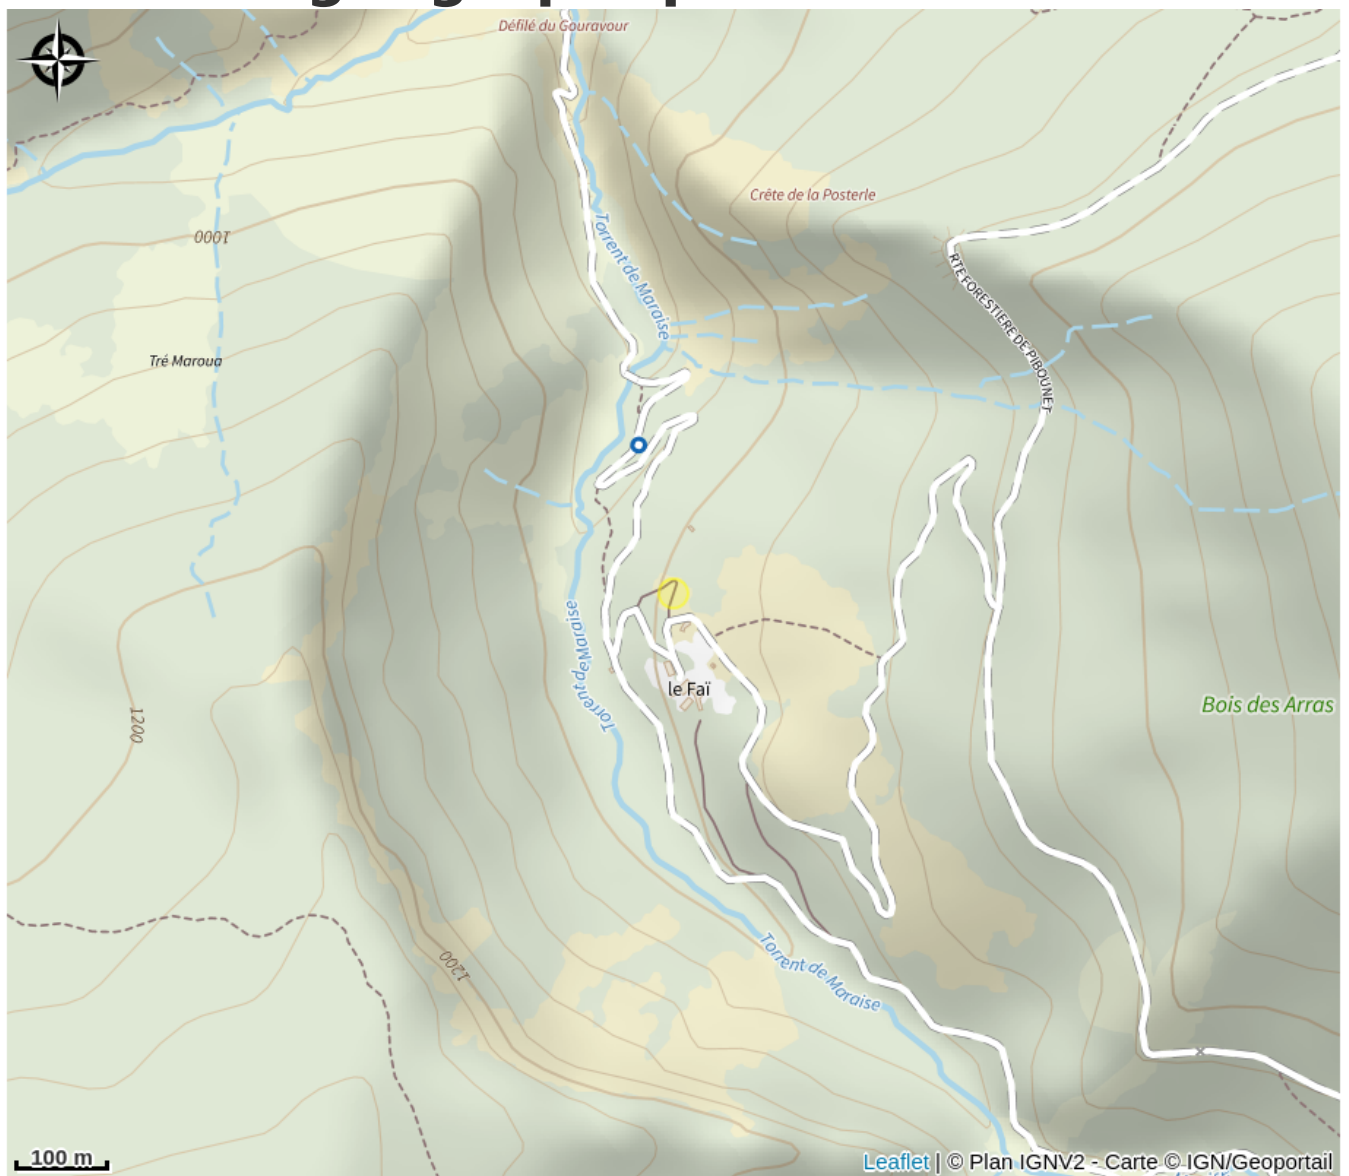 Défilé du Gouravour
Crête de la Posterle
1000
Torrent de Maraise
RTE FORESTIERE DE PIBOUNET
Tré Maroua
Torrent de Maraise
le Faï
Bois des Arras
1200
1200
Torrent de Maraise
100 m
Leaflet | © Plan IGNV2 - Carte © IGN/Geoportail